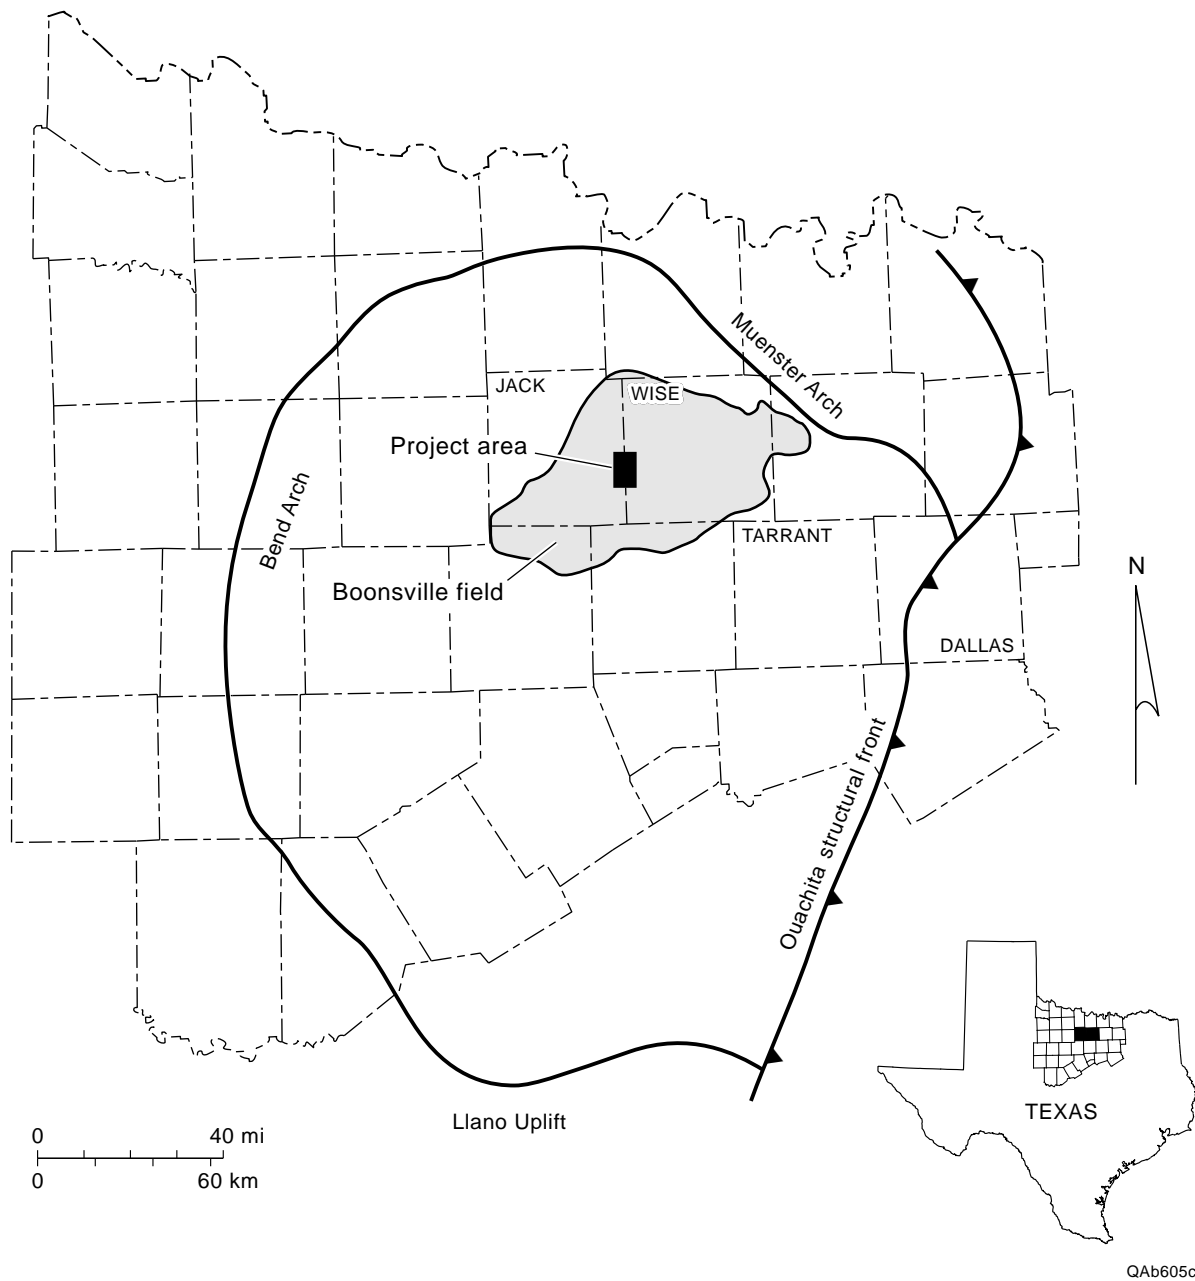 Muenster Arch
JACK
WISE
Project area
Bend Arch
TARRANT
Boonsville field
N
DALLAS
Ouachita structural front
TEXAS
Llano Uplift
0 40 mi
0 60 km
QAb605c